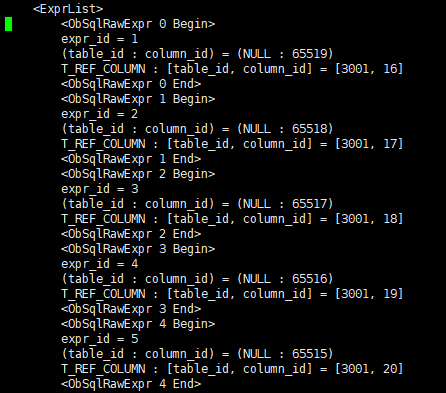 <ExprList>
<ObSqlRawExpr 0 Begin>
expr_id = 1
(table_id : column_id) = (NULL : 65519)
T_REF_COLUMN : [table_id, column_id] = [3001, 16]
<ObSqlRawExpr 0 End>
<ObSqlRawExpr 1 Begin>
expr_id = 2
(table_id : column_id) = (NULL : 65518)
T_REF_COLUMN : [table_id, column_id] = [3001, 17]
<ObSqlRawExpr 1 End>
<ObSqlRawExpr 2 Begin>
expr_id = 3
(table_id : column_id) = (NULL : 65517)
T_REF_COLUMN : [table_id, column_id] = [3001, 18]
<ObSqlRawExpr 2 End>
<ObSqlRawExpr 3 Begin>
expr_id = 4
(table_id : column_id) = (NULL : 65516)
T_REF_COLUMN : [table_id, column_id] = [3001, 19]
<ObSqlRawExpr 3 End>
<ObSqlRawExpr 4 Begin>
expr_id = 5
(table_id : column_id) = (NULL : 65515)
T_REF_COLUMN : [table_id, column_id] = [3001, 20]
<ObSqlRawExpr 4 End>